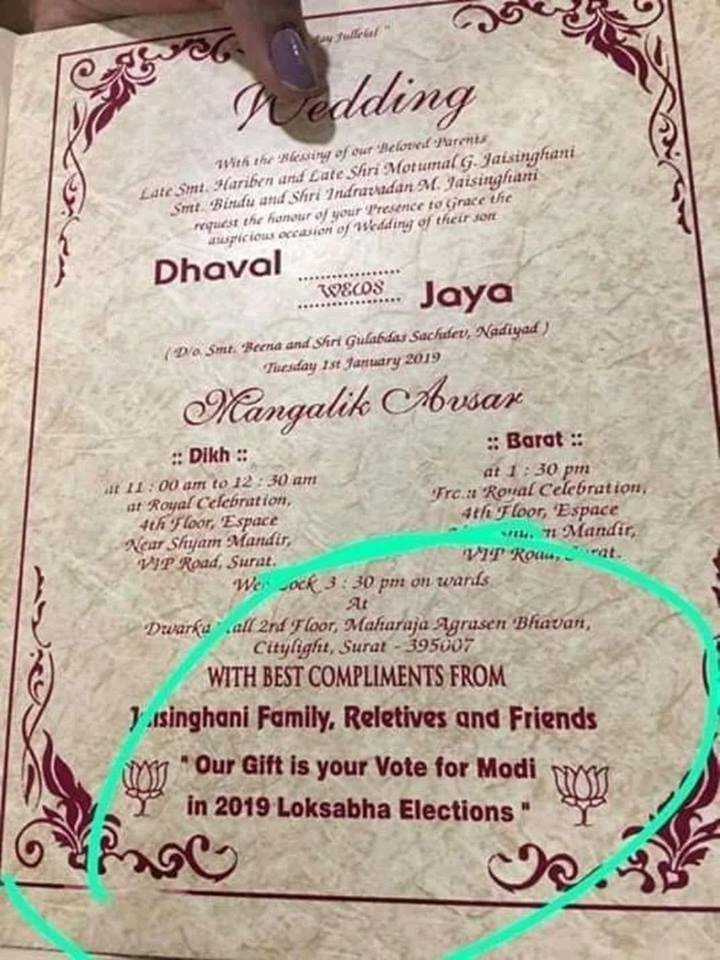 Jullelal "
Wedding
With the Blessing of our Beloved Parents
Late Smt. Hariben and Late Shri Motumal G. Jaisinghani
Smt. Bindu and Shri Indravadan M. Jaisinghani
request the honour of your Presence to Grace the
auspicious occasion of Wedding of their son
Dhaval
Weds
Jaya
( D/o. Smt. Beena and Shri Gulabdas Sachdev, Nadiyad )
Tuesday 1st January 2019
Mangalik Avsar
:: Dikh ::
at 11 : 00 am to 12 : 30 am
at Royal Celebration,
4th Floor, Espace
Near Shyam Mandir,
VIP Road, Surat.
:: Barat ::
at 1 : 30 pm
From Royal Celebration,
4th Floor, Espace
Mandir,
VIP Road, Surat.
3 : 30 pm on wards
At
Dwarka Hall 2rd Floor, Maharaja Agrasen Bhavan,
Citylight, Surat - 395007
WITH BEST COMPLIMENTS FROM
Jaisinghani Family, Reletives and Friends
" Our Gift is your Vote for Modi
in 2019 Loksabha Elections "